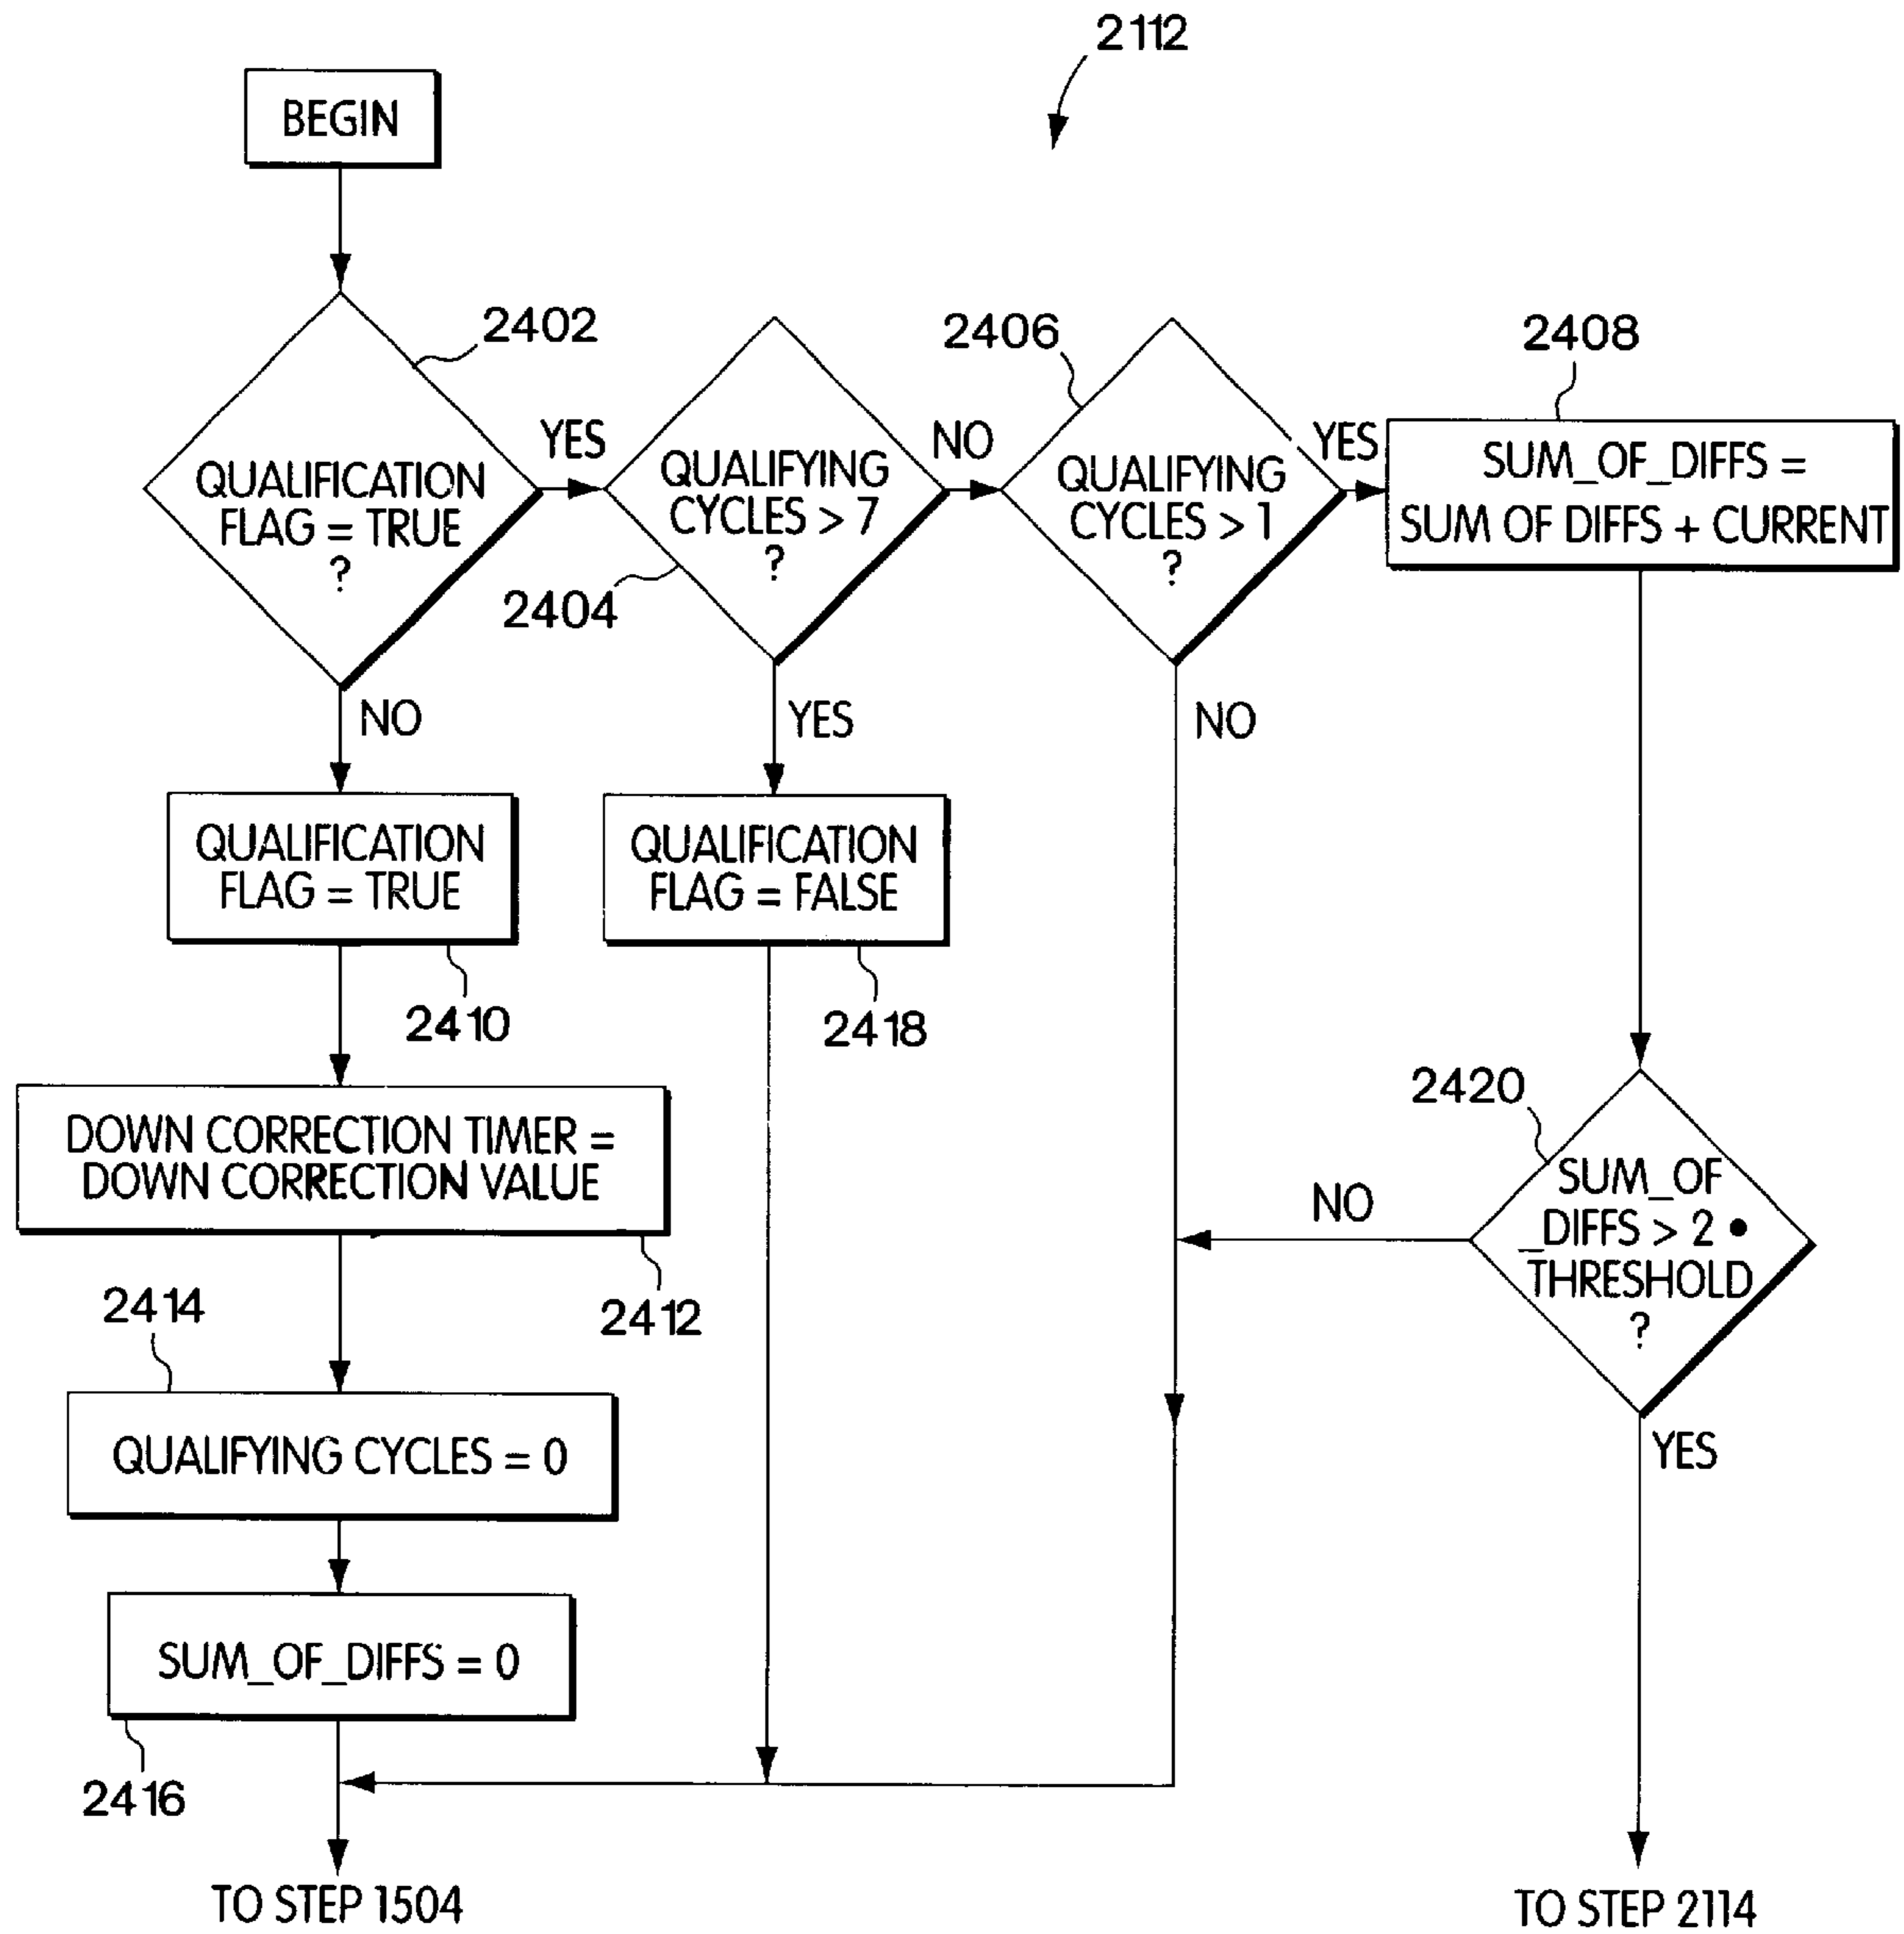 2112
BEGIN
2402
QUALIFICATION
FLAG = TRUE
?
YES
NO
2404
QUALIFYING
CYCLES > 7
?
NO
YES
2406
QUALIFYING
CYCLES > 1
?
YES
NO
2408
SUM_OF_DIFFS =
SUM OF DIFFS + CURRENT
QUALIFICATION
FLAG = TRUE
2410
QUALIFICATION
FLAG = FALSE
2418
DOWN CORRECTION TIMER =
DOWN CORRECTION VALUE
2412
2420
SUM_OF
_DIFFS > 2 •
THRESHOLD
?
NO
YES
2414
QUALIFYING CYCLES = 0
SUM_OF_DIFFS = 0
2416
TO STEP 1504
TO STEP 2114